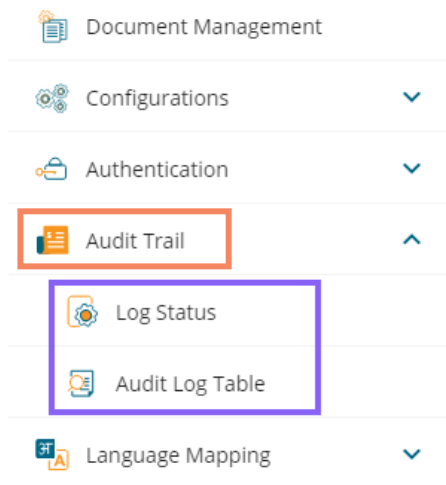 Document Management
Configurations
Authentication
Audit Trail
Log Status
Audit Log Table
अ
A
Language Mapping